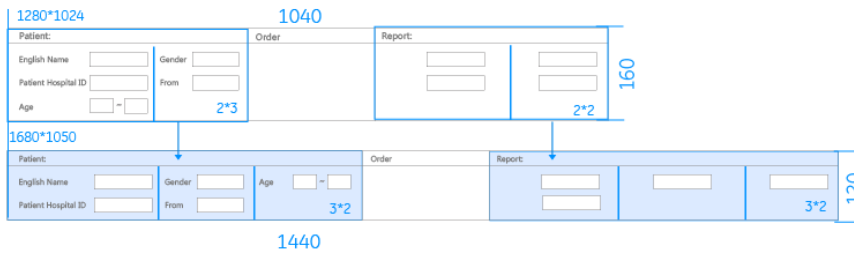 1280*1024
1040
Patient:
Order
Report:
English Name
Gender
Patient Hospital ID
From
Age
-
2*3
2*2
160
1680*1050
Patient:
Order
Report:
English Name
Gender
Age
-
Patient Hospital ID
From
3*2
3*2
1440